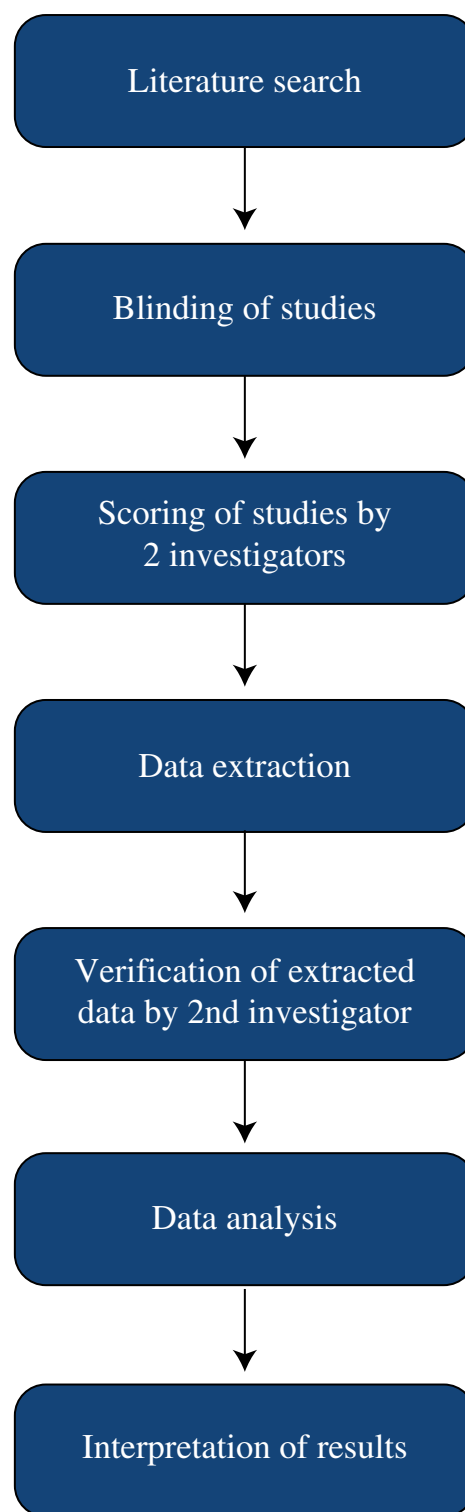 Literature search
Blinding of studies
Scoring of studies by
2 investigators
Data extraction
Verification of extracted
data by 2nd investigator
Data analysis
Interpretation of results